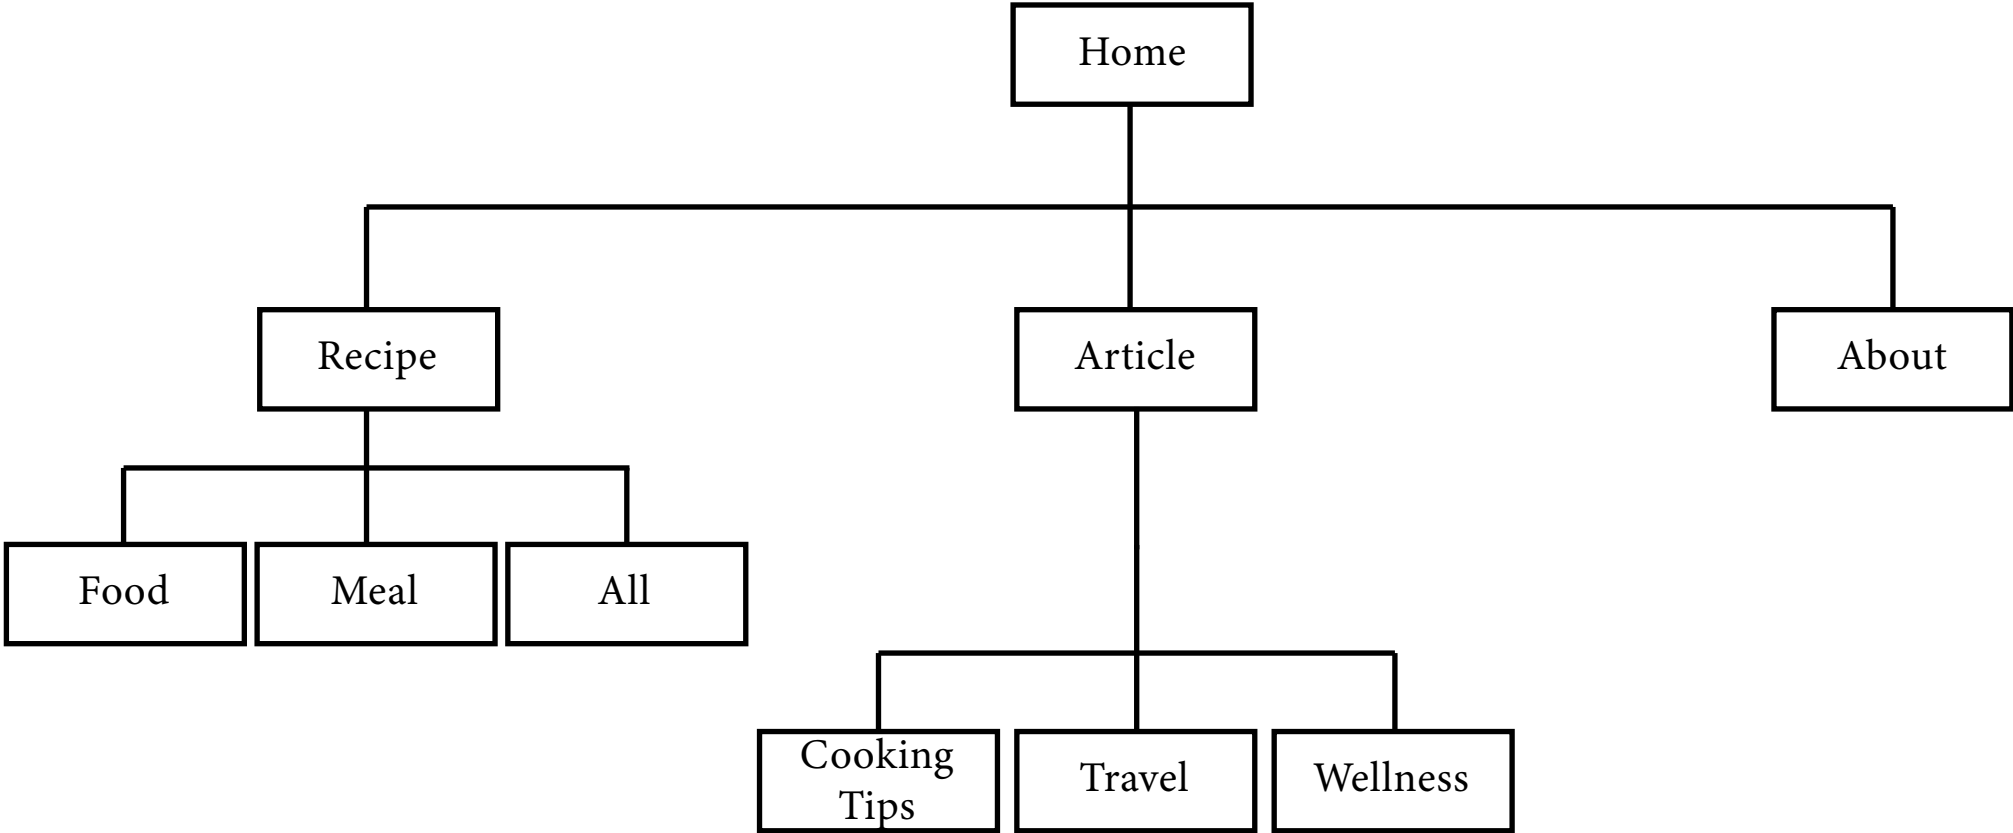 Home
Recipe
Article
About
Food
Meal
All
Cooking
Tips
Travel
Wellness